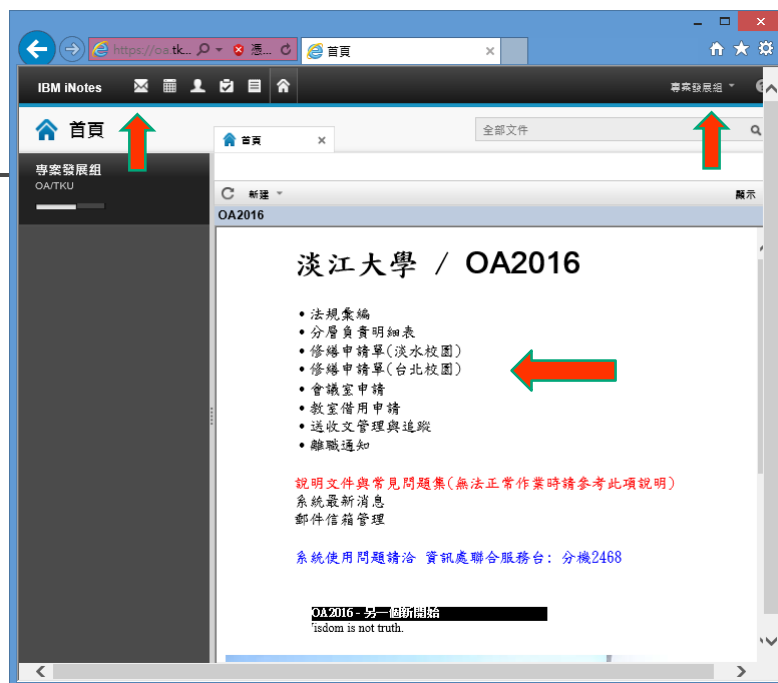 https://oa.tk...
憑...
首頁
IBM iNotes
專案發展組
首頁
首頁
全部文件
專案發展組
OA/TKU
新建
顯示
OA2016
淡江大學 / OA2016
• 法規彙編
• 分層負責明細表
• 修繕申請單(淡水校園)
• 修繕申請單(台北校園)
• 會議室申請
• 教室借用申請
• 送收文管理與追蹤
• 離職通知
說明文件與常見問題集(無法正常作業時請參考此項說明)
系統最新消息
郵件信箱管理
系統使用問題請洽 資訊處聯合服務台: 分機2468
OA2016 - 另一個新開始
isdom is not truth.